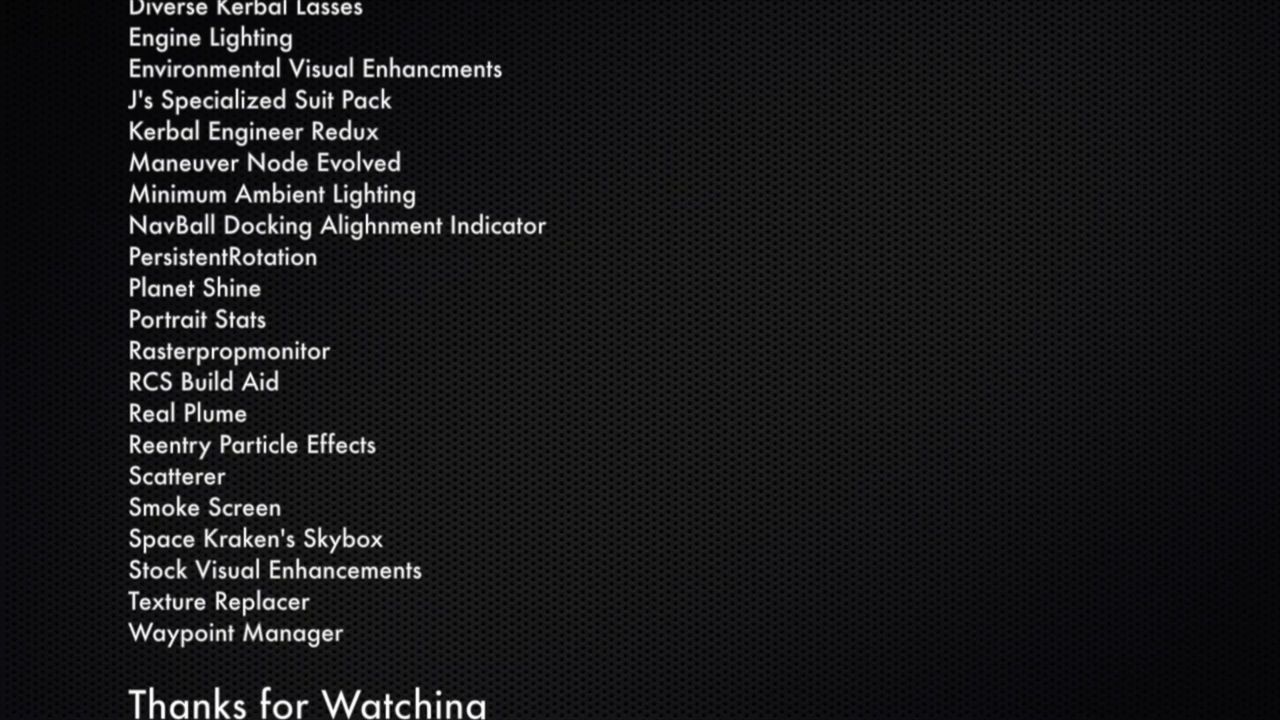 Diverse Kerbal Lasses
Engine Lighting
Environmental Visual Enhancments
J's Specialized Suit Pack
Kerbal Engineer Redux
Maneuver Node Evolved
Minimum Ambient Lighting
NavBall Docking Alighnment Indicator
PersistentRotation
Planet Shine
Portrait Stats
Rasterpropmonitor
RCS Build Aid
Real Plume
Reentry Particle Effects
Scatterer
Smoke Screen
Space Kraken's Skybox
Stock Visual Enhancements
Texture Replacer
Waypoint Manager
Thanks for Watching